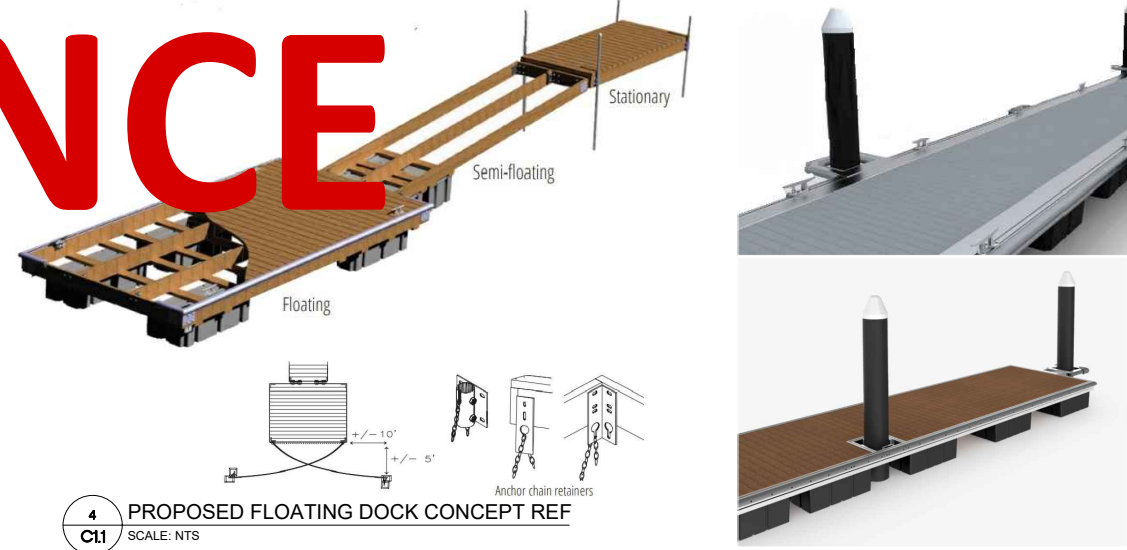 NCE
Stationary
Semi-floating
Floating
+/-10'
+/- 5'
Anchor chain retainers
4
C1.1
PROPOSED FLOATING DOCK CONCEPT REF
SCALE: NTS